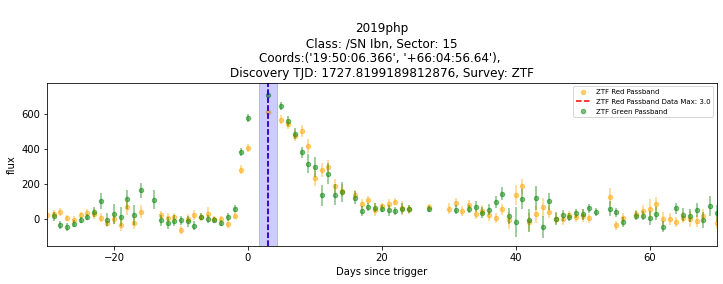 2019php
Class: /SN Ibn, Sector: 15
Coords:('19:50:06.366', '+66:04:56.64'),
Discovery TJD: 1727.8199189812876, Survey: ZTF
ZTF Red Passband
ZTF Red Passband Data Max: 3.0
ZTF Green Passband
flux
600
400
200
0
−20
0
20
40
60
Days since trigger